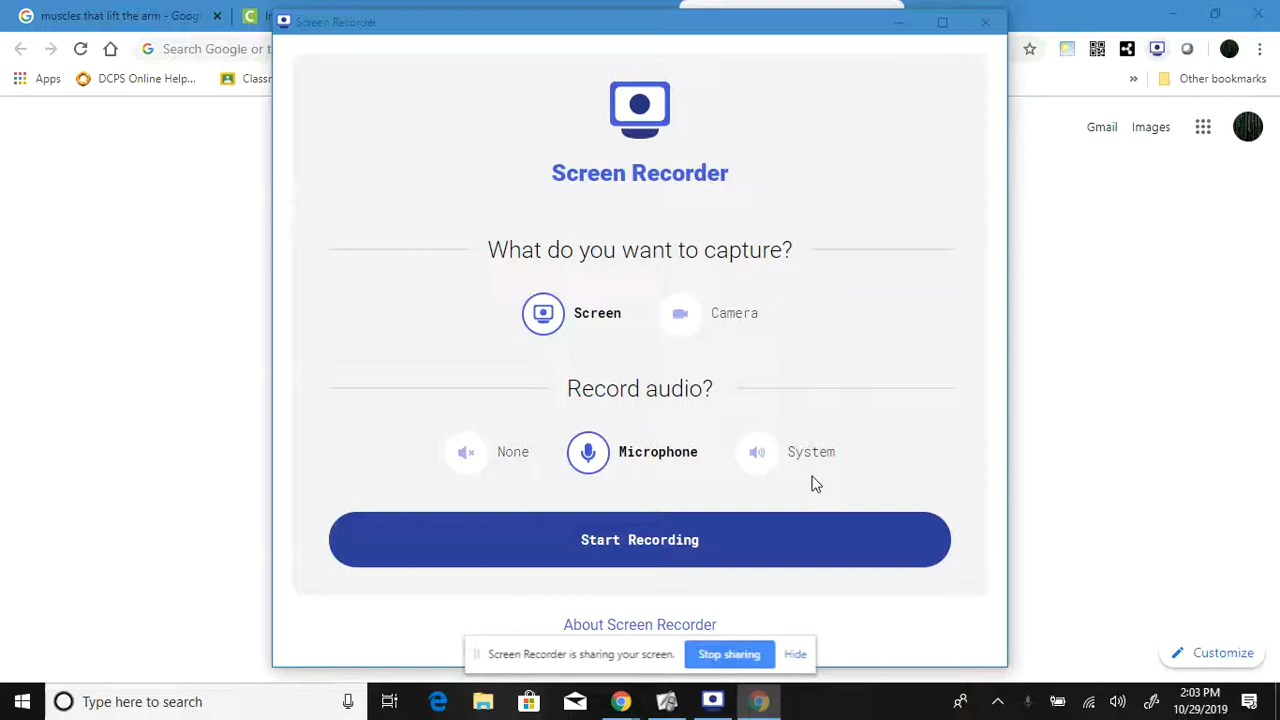 muscles that lift the arm - Goog
Screen Recorder
Search Google or t
Apps
DCPS Online Help...
Classr
Other bookmarks
Gmail
Images
Screen Recorder
What do you want to capture?
Screen
Camera
Record audio?
None
Microphone
System
Start Recording
About Screen Recorder
Screen Recorder is sharing your screen.
Stop sharing
Hide
Customize
Type here to search
2:03 PM
10/29/2019